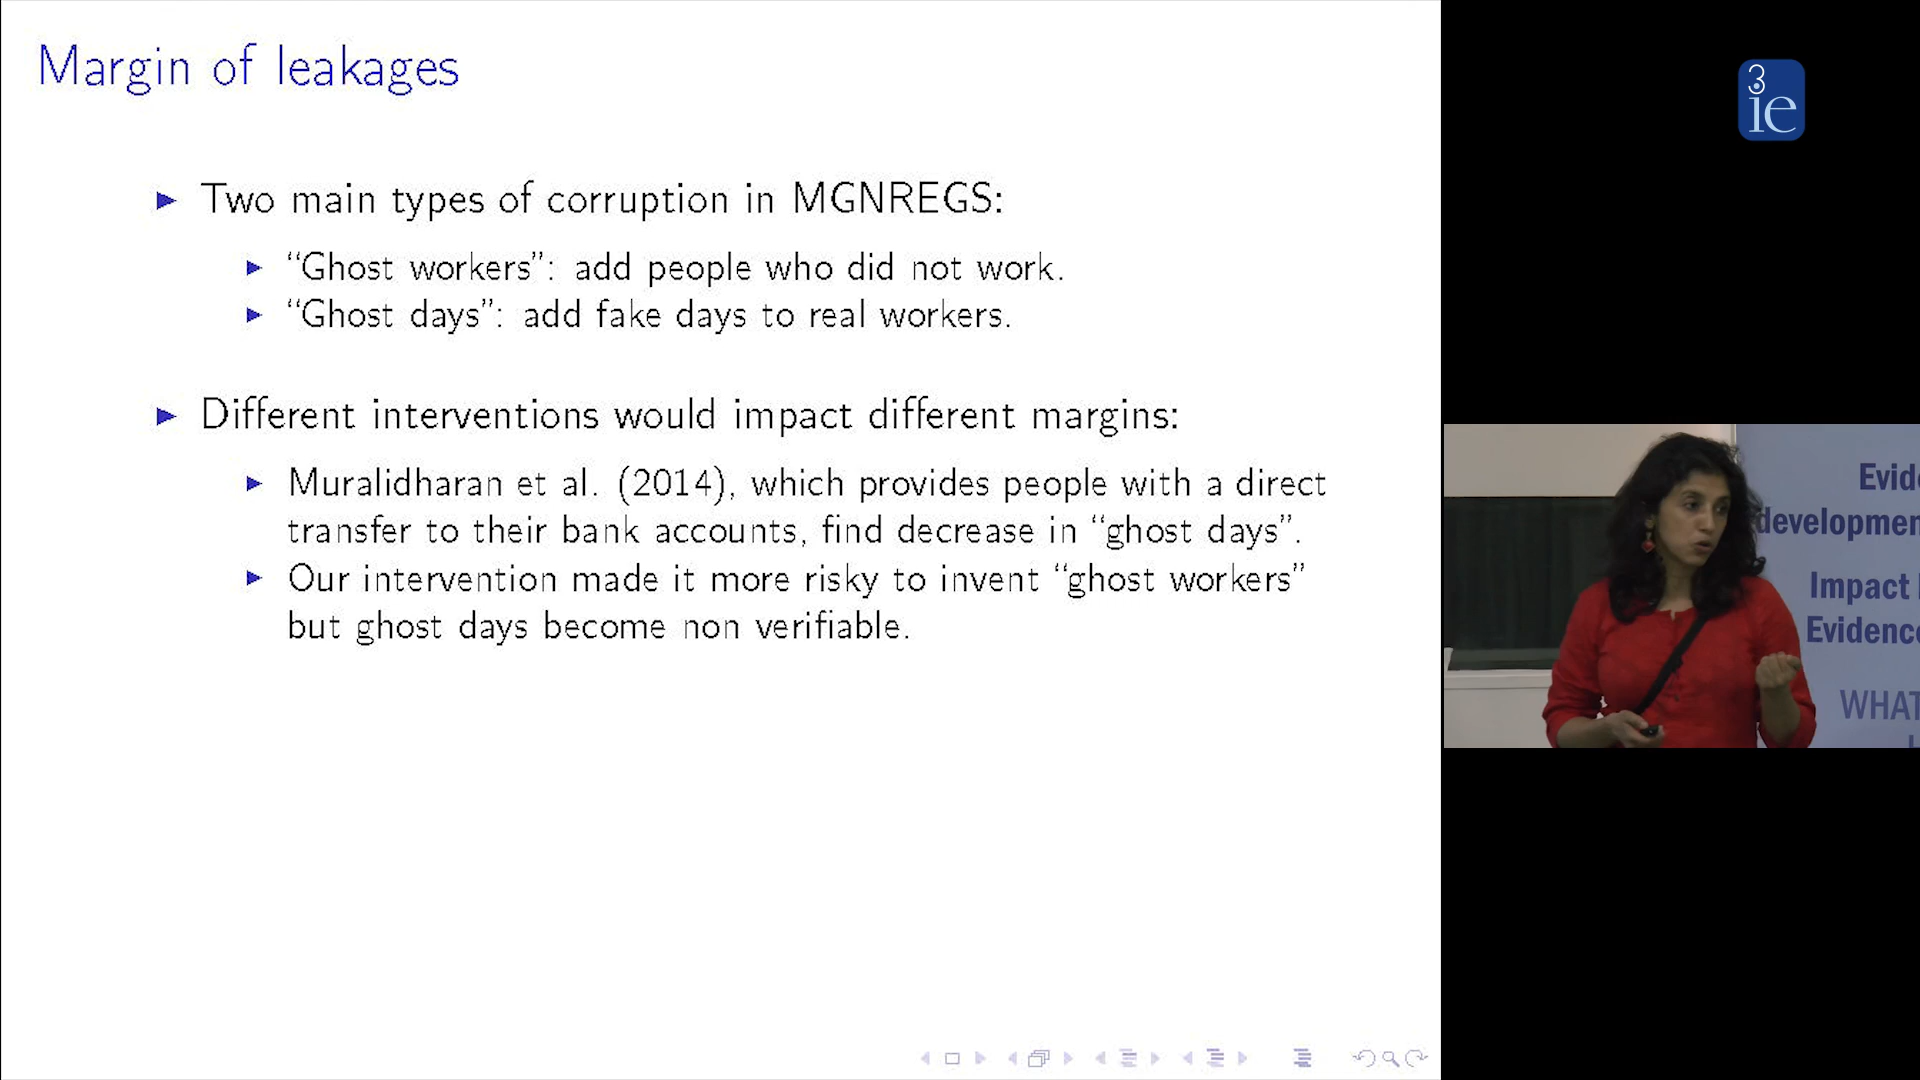 Margin of leakages
Two main types of corruption in MGNREGS:
“Ghost workers”: add people who did not work.
“Ghost days”: add fake days to real workers.
Different interventions would impact different margins:
Muralidharan et al. (2014), which provides people with a direct
transfer to their bank accounts, find decrease in “ghost days”.
Our intervention made it more risky to invent “ghost workers”
but ghost days become non verifiable.
3ie
Evid
developmen
Impact
Evidence
WHAT